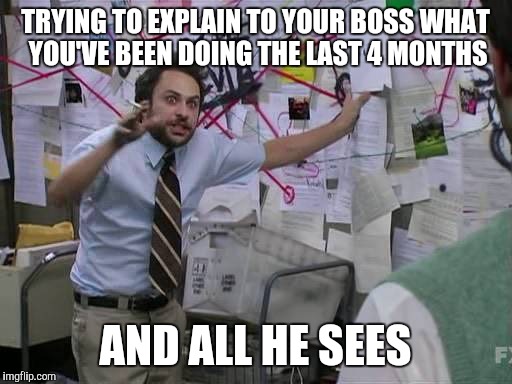 TRYING TO EXPLAIN TO YOUR BOSS WHAT
YOU'VE BEEN DOING THE LAST 4 MONTHS
AND ALL HE SEES
FX
imgflip.com